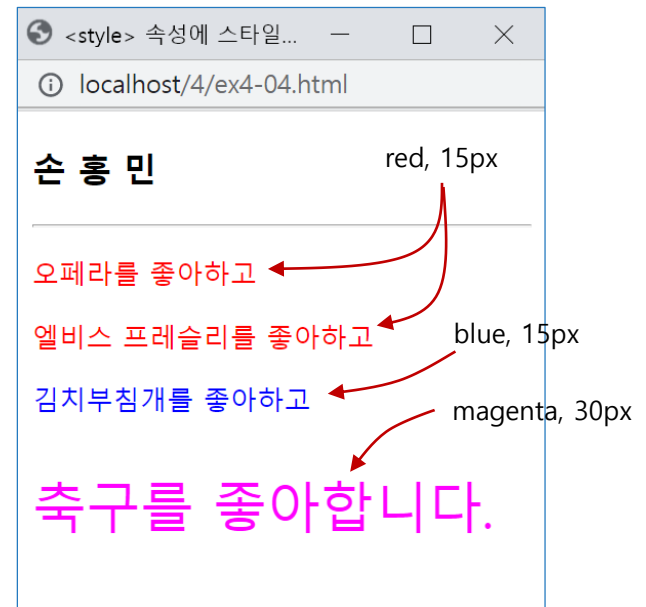 <style> 속성에 스타일...
localhost/4/ex4-04.html
손 홍 민
red, 15px
오페라를 좋아하고
엘비스 프레슬리를 좋아하고
blue, 15px
김치부침개를 좋아하고
magenta, 30px
축구를 좋아합니다.